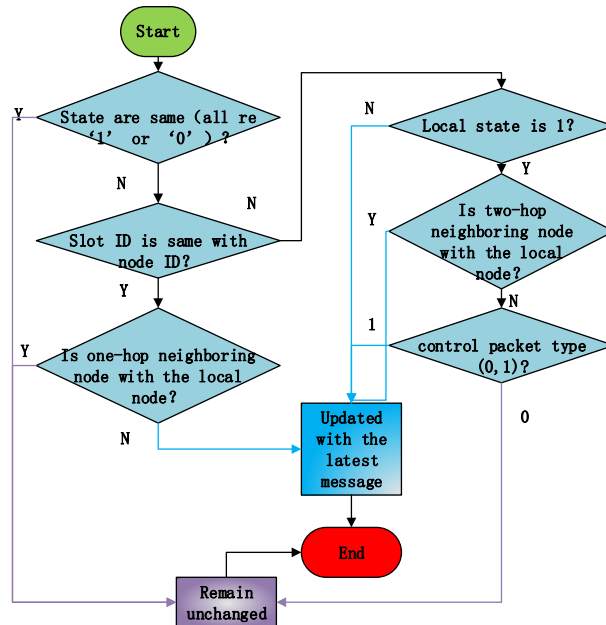 Start
Y
State are same (all re
‘1’ or ‘0’)?
N
Local state is 1?
N
N
Y
Slot ID is same with
node ID?
Y
Is two-hop
neighboring node
with the local
node?
Y
N
Y
Is one-hop neighboring
node with the local
node?
1
control packet type
(0,1)?
N
Updated
with the
latest
message
0
End
Remain
unchanged